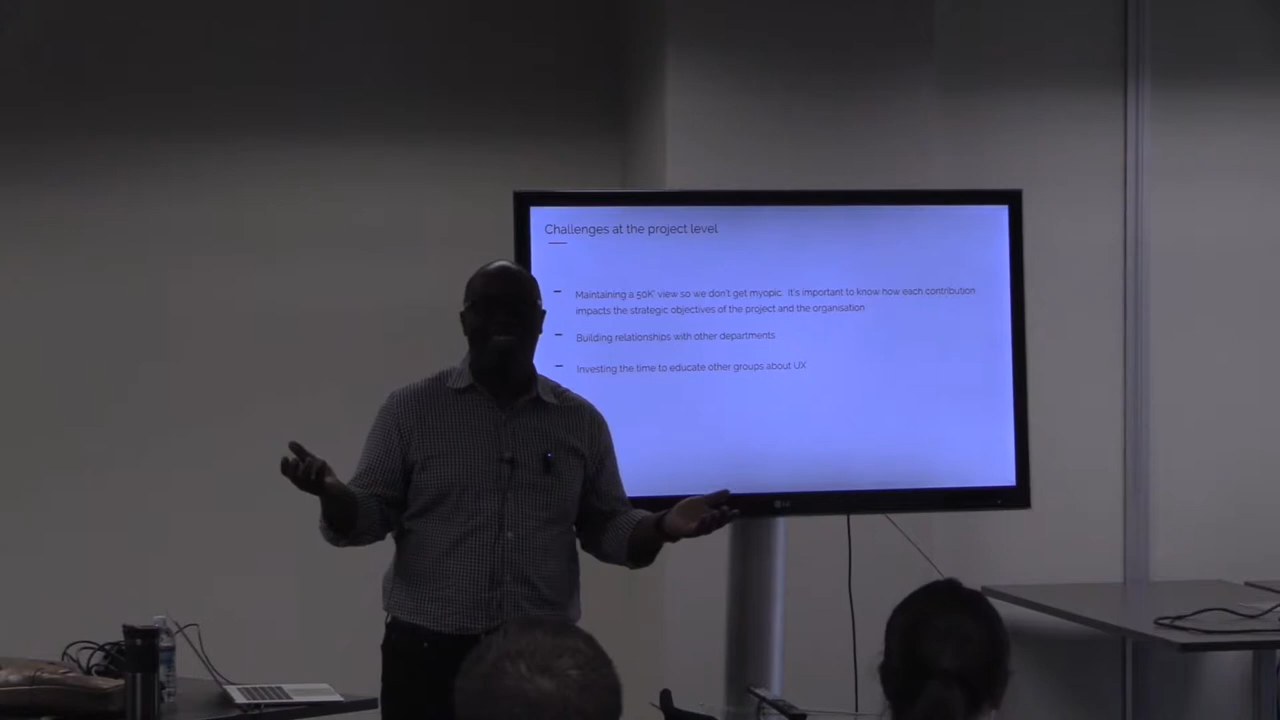 Challenges at the project level
Maintaining a 50K' view so we don't get myopic. It's important to know how each contribution
impacts the strategic objectives of the project and the organisation
Building relationships with other departments
Investing the time to educate other groups about UX
LG